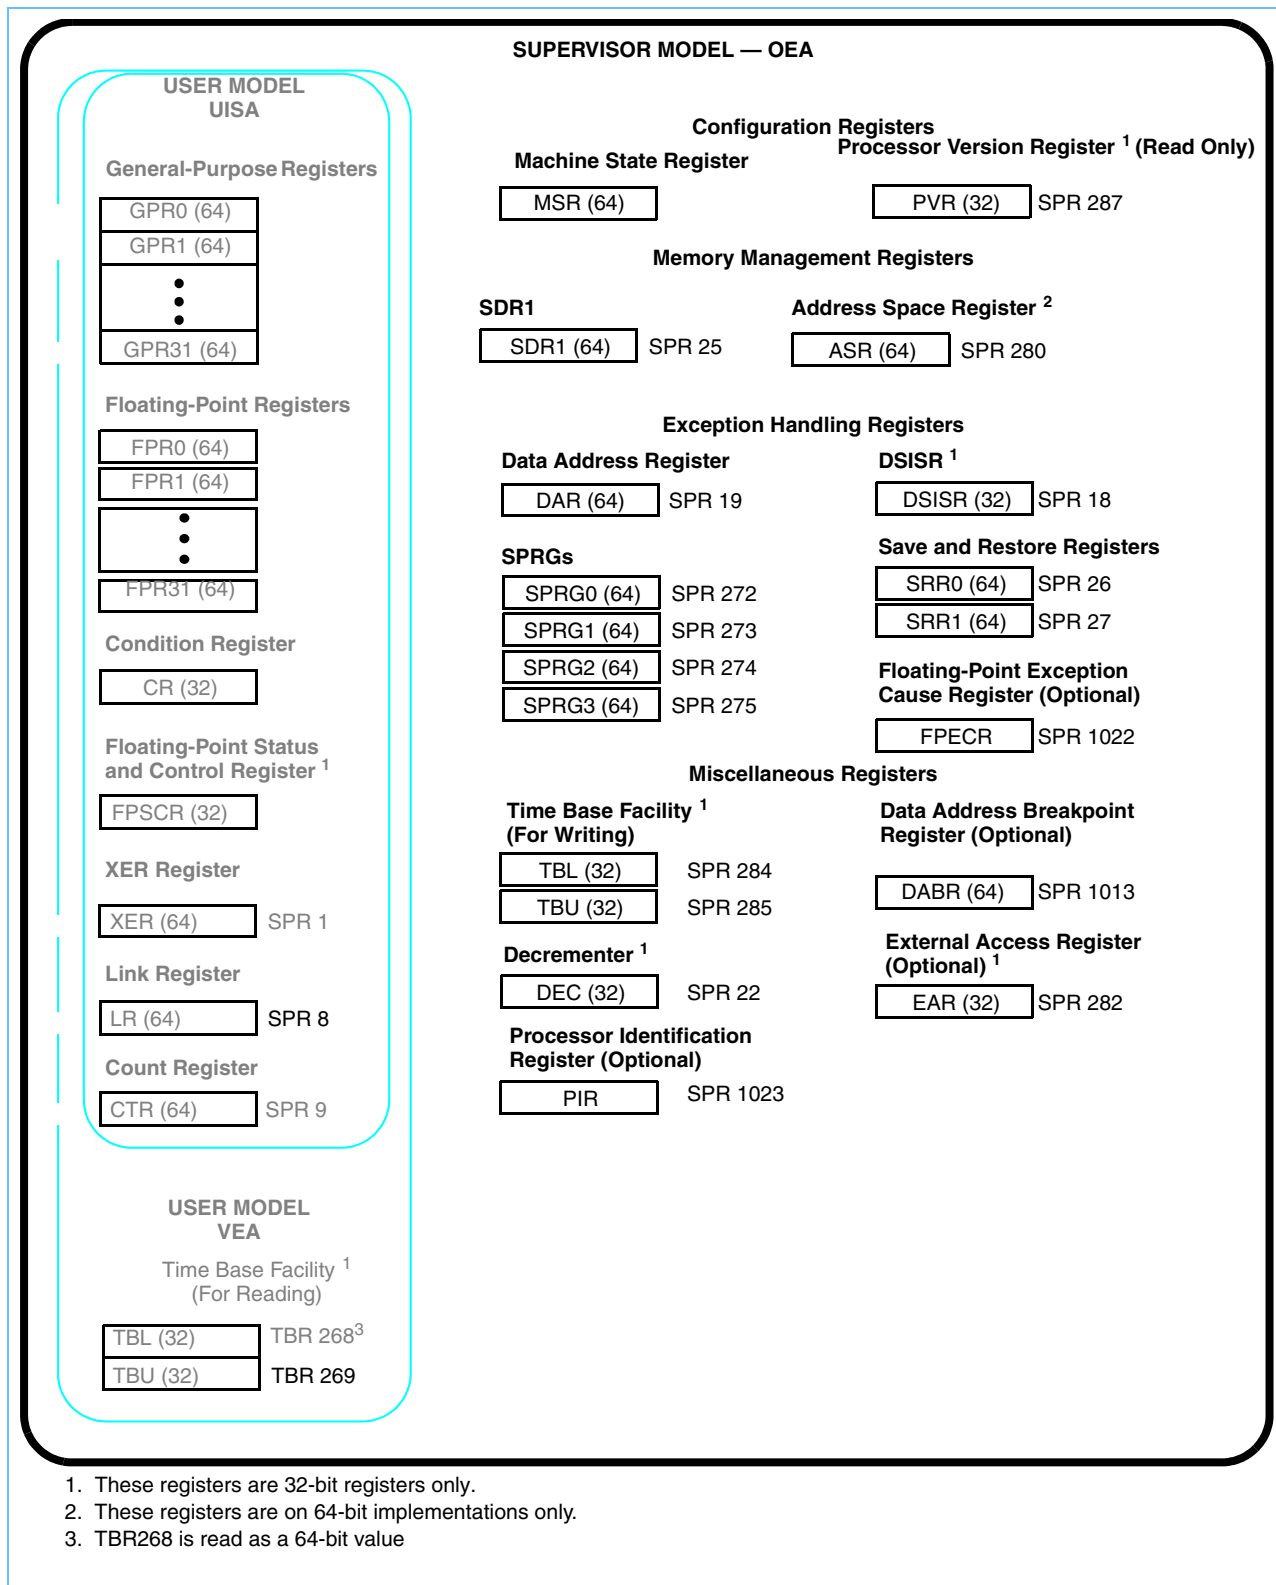 SUPERVISOR MODEL — OEA
USER MODEL
UISA
General-Purpose Registers
GPR0 (64)
GPR1 (64)
GPR31 (64)
Floating-Point Registers
FPR0 (64)
FPR1 (64)
FPR31 (64)
Condition Register
CR (32)
Floating-Point Status
and Control Register 1
FPSCR (32)
XER Register
XER (64) SPR 1
Link Register
LR (64) SPR 8
Count Register
CTR (64) SPR 9
USER MODEL
VEA
Time Base Facility 1
(For Reading)
TBL (32) TBR 2683
TBU (32) TBR 269
Configuration Registers
Machine State Register
MSR (64)
Processor Version Register 1 (Read Only)
PVR (32) SPR 287
Memory Management Registers
SDR1
SDR1 (64) SPR 25
Address Space Register 2
ASR (64) SPR 280
Exception Handling Registers
Data Address Register
DAR (64) SPR 19
SPRGs
SPRG0 (64) SPR 272
SPRG1 (64) SPR 273
SPRG2 (64) SPR 274
SPRG3 (64) SPR 275
DSISR 1
DSISR (32) SPR 18
Save and Restore Registers
SRR0 (64) SPR 26
SRR1 (64) SPR 27
Floating-Point Exception
Cause Register (Optional)
FPECR SPR 1022
Miscellaneous Registers
Time Base Facility 1
(For Writing)
TBL (32) SPR 284
TBU (32) SPR 285
Decrementer 1
DEC (32) SPR 22
Processor Identification
Register (Optional)
PIR SPR 1023
Data Address Breakpoint
Register (Optional)
DABR (64) SPR 1013
External Access Register
(Optional) 1
EAR (32) SPR 282
1. These registers are 32-bit registers only.
2. These registers are on 64-bit implementations only.
3. TBR268 is read as a 64-bit value